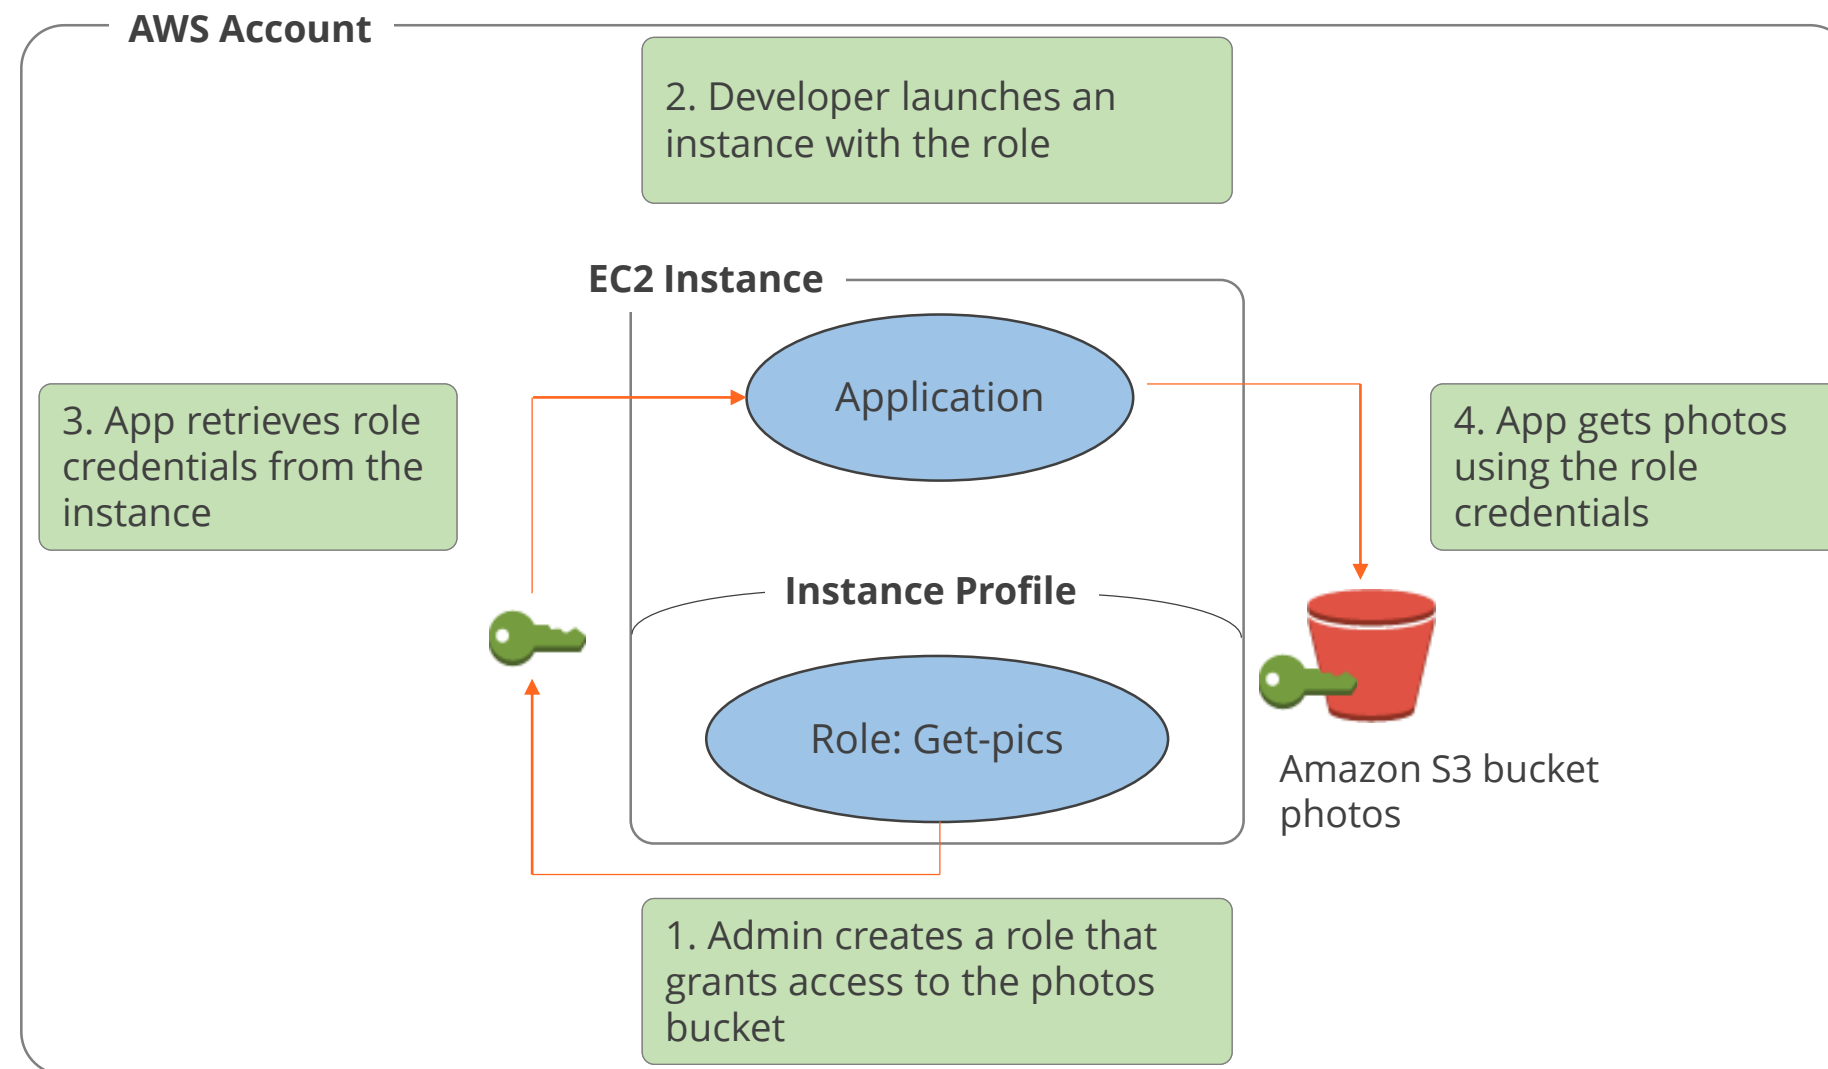 AWS Account
2. Developer launches an
instance with the role
EC2 Instance
Application
3. App retrieves role
credentials from the
instance
4. App gets photos
using the role
credentials
Instance Profile
Role: Get-pics
Amazon S3 bucket
photos
1. Admin creates a role that
grants access to the photos
bucket